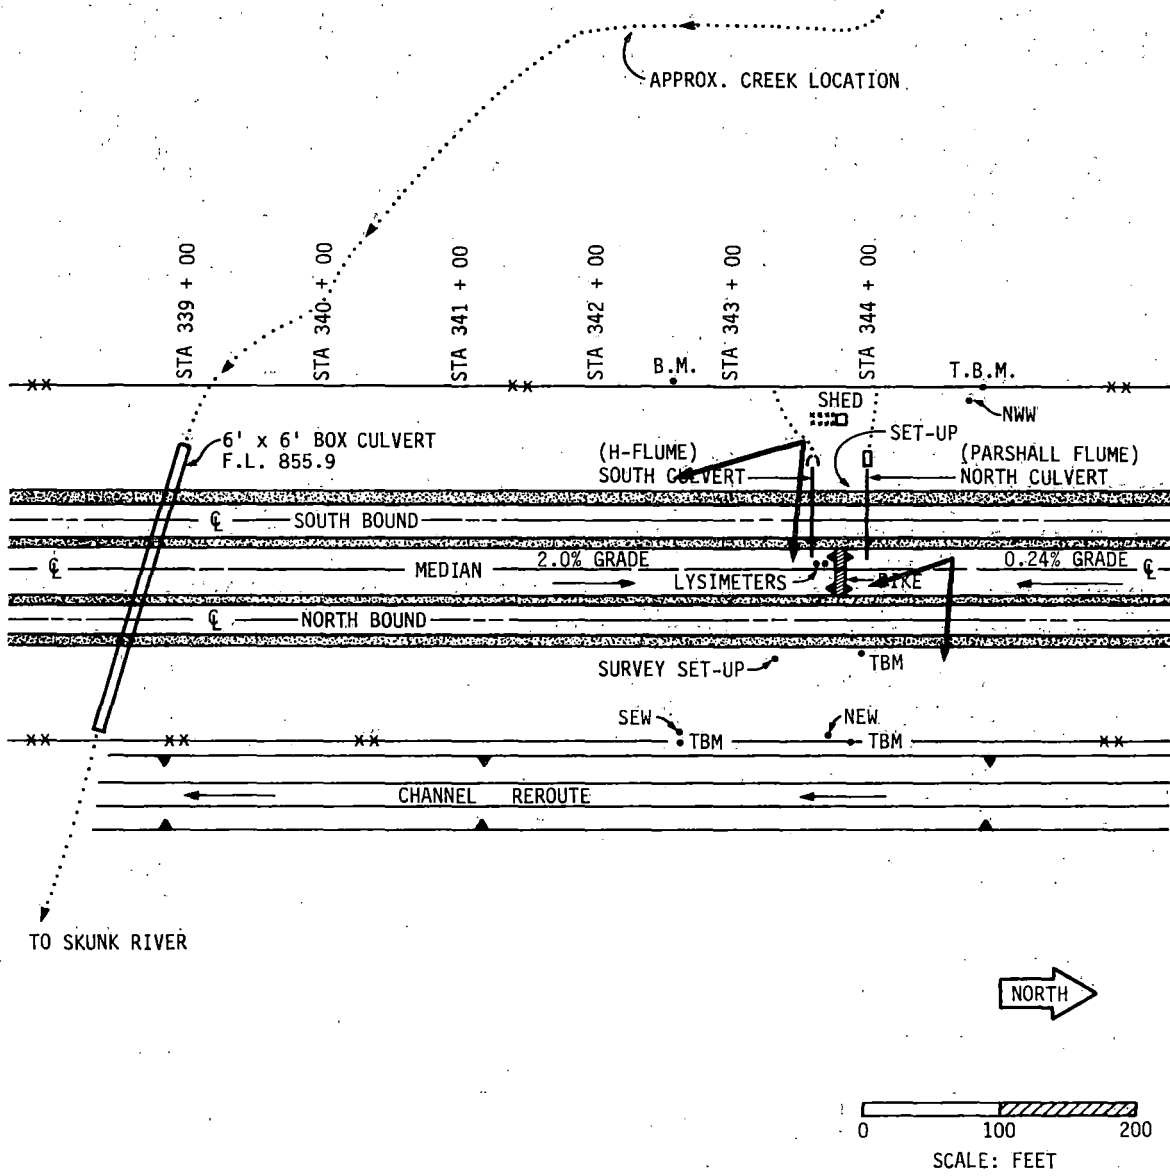 APPROX. CREEK LOCATION
STA 339 + 00
STA 340 + 00
STA 341 + 00
STA 342 + 00
STA 343 + 00
STA 344 + 00
B.M.
T.B.M.
SHED
NWW
6' x 6' BOX CULVERT
F.L. 855.9
(H-FLUME)
SOUTH CULVERT
SET-UP
(PARSHALL FLUME)
NORTH CULVERT
℄ SOUTH BOUND
℄ MEDIAN 2.0% GRADE
0.24% GRADE ℄
LYSIMETERS
DIKE
℄ NORTH BOUND
SURVEY SET-UP
TBM
SEW
NEW
TBM
TBM
CHANNEL REROUTE
TO SKUNK RIVER
NORTH
0 100 200
SCALE: FEET